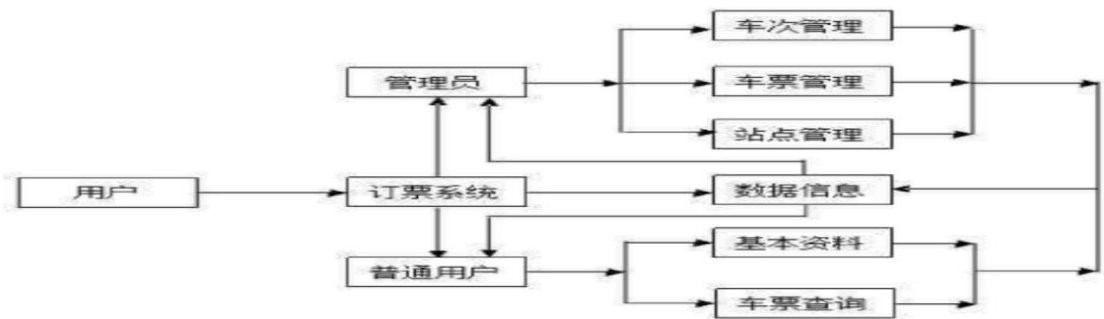 车次管理
管理员
车票管理
站点管理
用户
订票系统
数据信息
基本资料
普通用户
车票查询